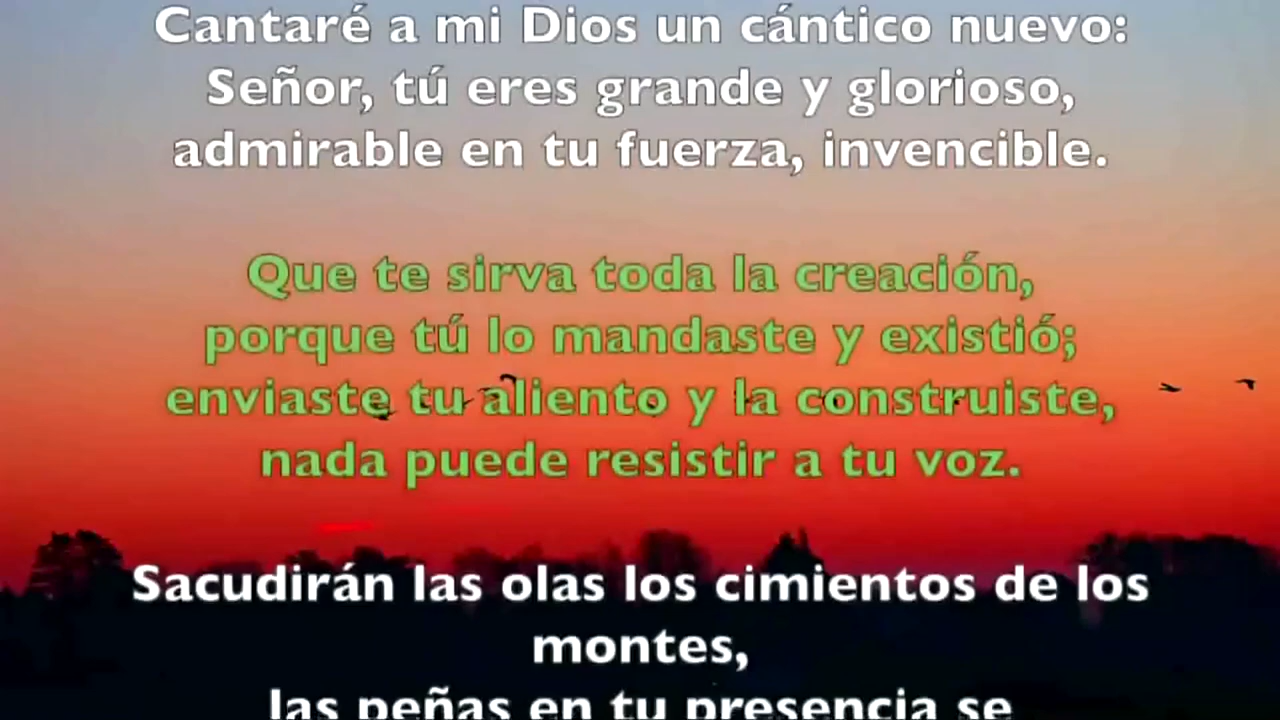 Cantaré a mi Dios un cántico nuevo:
Señor, tú eres grande y glorioso,
admirable en tu fuerza, invencible.
Que te sirva toda la creación,
porque tú lo mandaste y existió;
enviaste tu aliento y la construiste,
nada puede resistir a tu voz.
Sacudirán las olas los cimientos de los
montes,
las peñas en tu presencia se